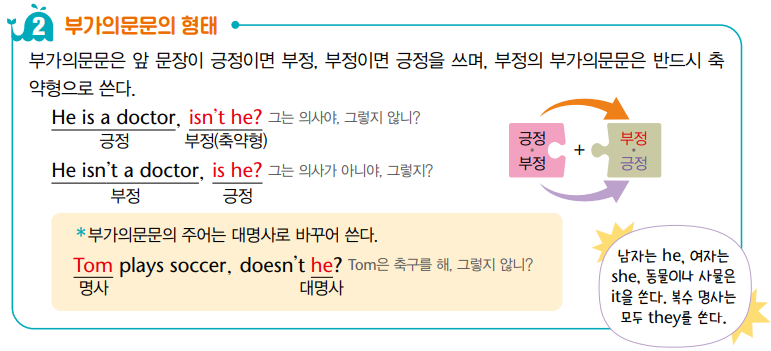 2 부가의문문의 형태
부가의문문은 앞 문장이 긍정이면 부정, 부정이면 긍정을 쓰며, 부정의 부가의문문은 반드시 축
약형으로 쓴다.
He is a doctor, isn't he? 그는 의사야, 그렇지 않니?
긍정 부정(축약형)
He isn't a doctor, is he? 그는 의사가 아니야, 그렇지?
부정 긍정
긍정 · 부정 + 부정 · 긍정
*부가의문문의 주어는 대명사로 바꾸어 쓴다.
Tom plays soccer, doesn't he? Tom은 축구를 해, 그렇지 않니?
명사 대명사
남자는 he, 여자는
she, 동물이나 사물은
it을 쓴다. 복수 명사는
모두 they를 쓴다.